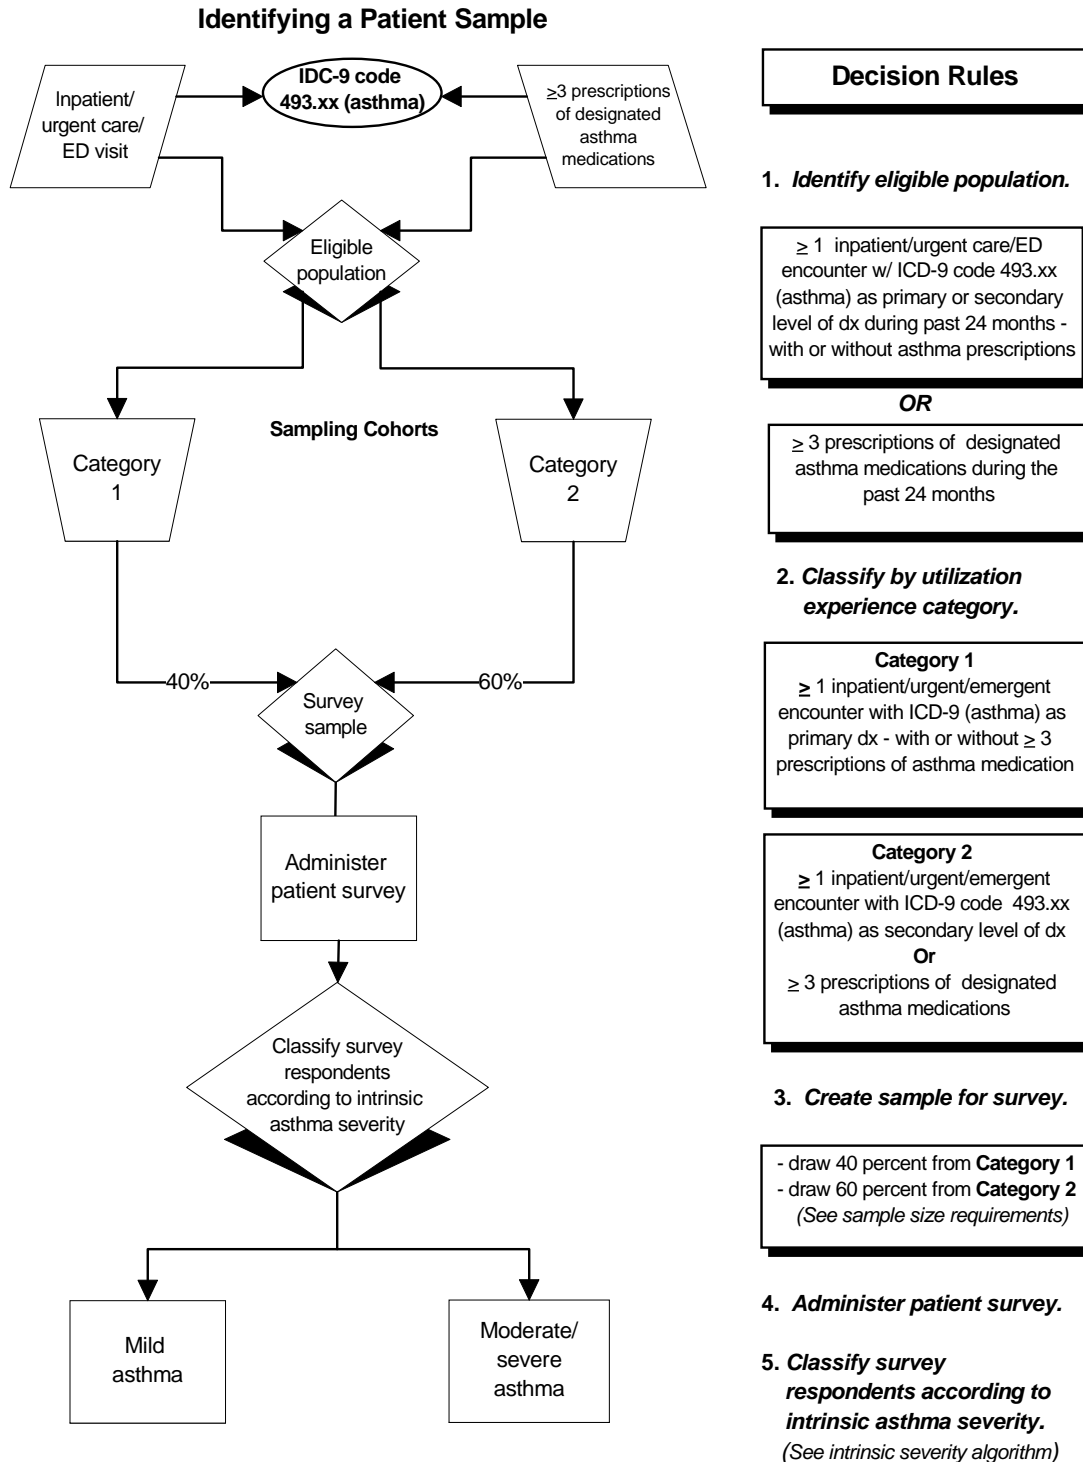 Identifying a Patient Sample
Inpatient/
urgent care/
ED visit
IDC-9 code
493.xx (asthma)
≥3 prescriptions
of designated
asthma
medications
Eligible
population
Sampling Cohorts
Category
1
Category
2
40%
60%
Survey
sample
Administer
patient survey
Classify survey
respondents
according to intrinsic
asthma severity
Mild
asthma
Moderate/
severe
asthma
Decision Rules
1. Identify eligible population.
≥ 1 inpatient/urgent care/ED
encounter w/ ICD-9 code 493.xx
(asthma) as primary or secondary
level of dx during past 24 months -
with or without asthma prescriptions
OR
≥ 3 prescriptions of designated
asthma medications during the
past 24 months
2. Classify by utilization
experience category.
Category 1
≥ 1 inpatient/urgent/emergent
encounter with ICD-9 (asthma) as
primary dx - with or without ≥ 3
prescriptions of asthma medication
Category 2
≥ 1 inpatient/urgent/emergent
encounter with ICD-9 code 493.xx
(asthma) as secondary level of dx
Or
≥ 3 prescriptions of designated
asthma medications
3. Create sample for survey.
- draw 40 percent from Category 1
- draw 60 percent from Category 2
(See sample size requirements)
4. Administer patient survey.
5. Classify survey
respondents according to
intrinsic asthma severity.
(See intrinsic severity algorithm)